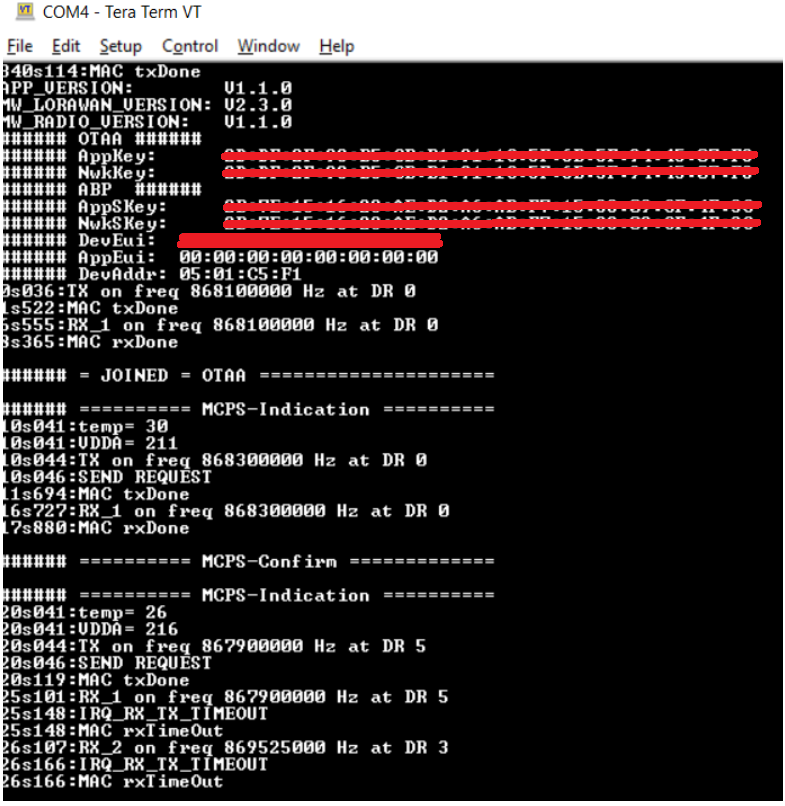 COM4 - Tera Term VT
File Edit Setup Control Window Help
340s114:MAC txDone
APP_VERSION: V1.1.0
MW_LORAWAN_VERSION: V2.3.0
MW_RADIO_VERSION: V1.1.0
###### OTAA ######
###### AppKey:
###### NwkKey:
###### ABP ######
###### AppSKey:
###### NwkSKey:
###### DevEui:
###### AppEui: 00:00:00:00:00:00:00:00
###### DevAddr: 05:01:C5:F1
0s036:TX on freq 868100000 Hz at DR 0
1s522:MAC txDone
6s555:RX_1 on freq 868100000 Hz at DR 0
8s365:MAC rxDone
###### = JOINED = OTAA =====================
###### ========== MCPS-Indication ==========
10s041:temp= 30
10s041:VDDA= 211
10s044:TX on freq 868300000 Hz at DR 0
10s046:SEND REQUEST
11s694:MAC txDone
16s727:RX_1 on freq 868300000 Hz at DR 0
17s880:MAC rxDone
###### ========== MCPS-Confirm =============
###### ========== MCPS-Indication ==========
20s041:temp= 26
20s041:VDDA= 216
20s044:TX on freq 867900000 Hz at DR 5
20s046:SEND REQUEST
20s119:MAC txDone
25s101:RX_1 on freq 867900000 Hz at DR 5
25s148:IRQ_RX_TX_TIMEOUT
25s148:MAC rxTimeOut
26s107:RX_2 on freq 869525000 Hz at DR 3
26s166:IRQ_RX_TX_TIMEOUT
26s166:MAC rxTimeOut